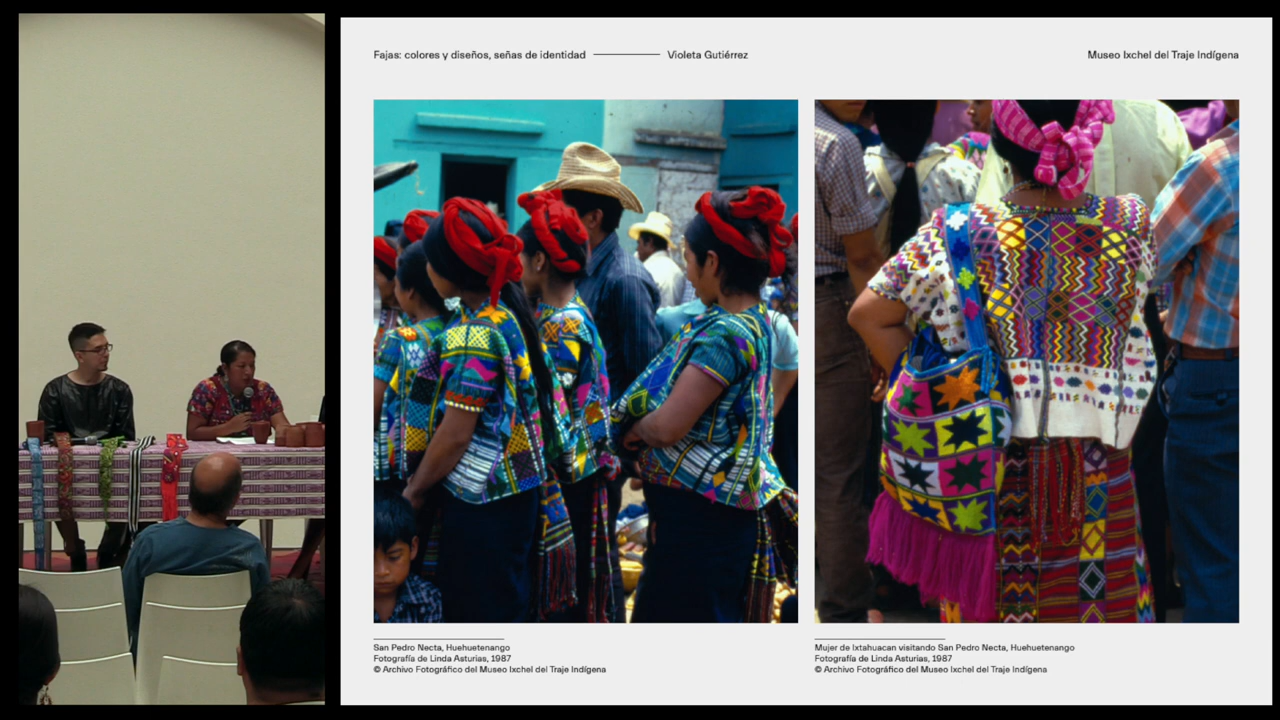 Fajas: colores y diseños, señas de identidad
Violeta Gutiérrez
Museo Ixchel del Traje Indígena
San Pedro Necta, Huehuetenango
Fotografía de Linda Asturias, 1987
© Archivo Fotográfico del Museo Ixchel del Traje Indígena
Mujer de Ixtahuacan visitando San Pedro Necta, Huehuetenango
Fotografía de Linda Asturias, 1987
© Archivo Fotográfico del Museo Ixchel del Traje Indígena